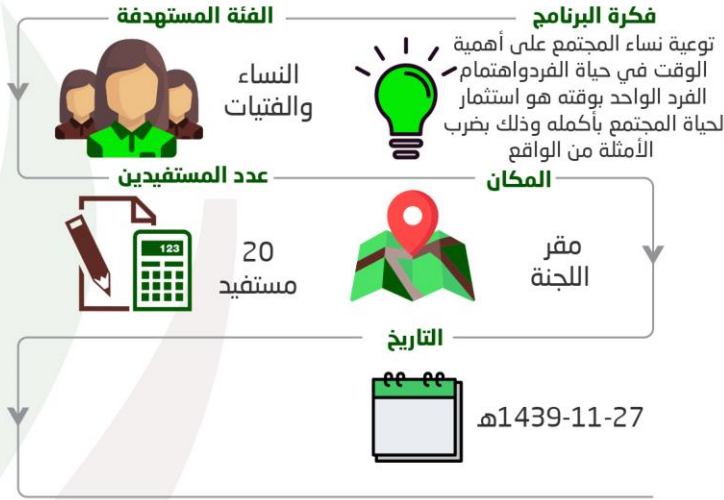 فكرة البرنامج
توعية نساء المجتمع على أهمية
الوقت في حياة الفردواهتمام
الفرد الواحد بوقته هو استثمار
لحياة المجتمع بأكمله وذلك بضرب
الأمثلة من الواقع
الفئة المستهدفة
النساء
والفتيات
المكان
مقر
اللجنة
عدد المستفيدين
123
20
مستفيد
التاريخ
27-11-1439هـ